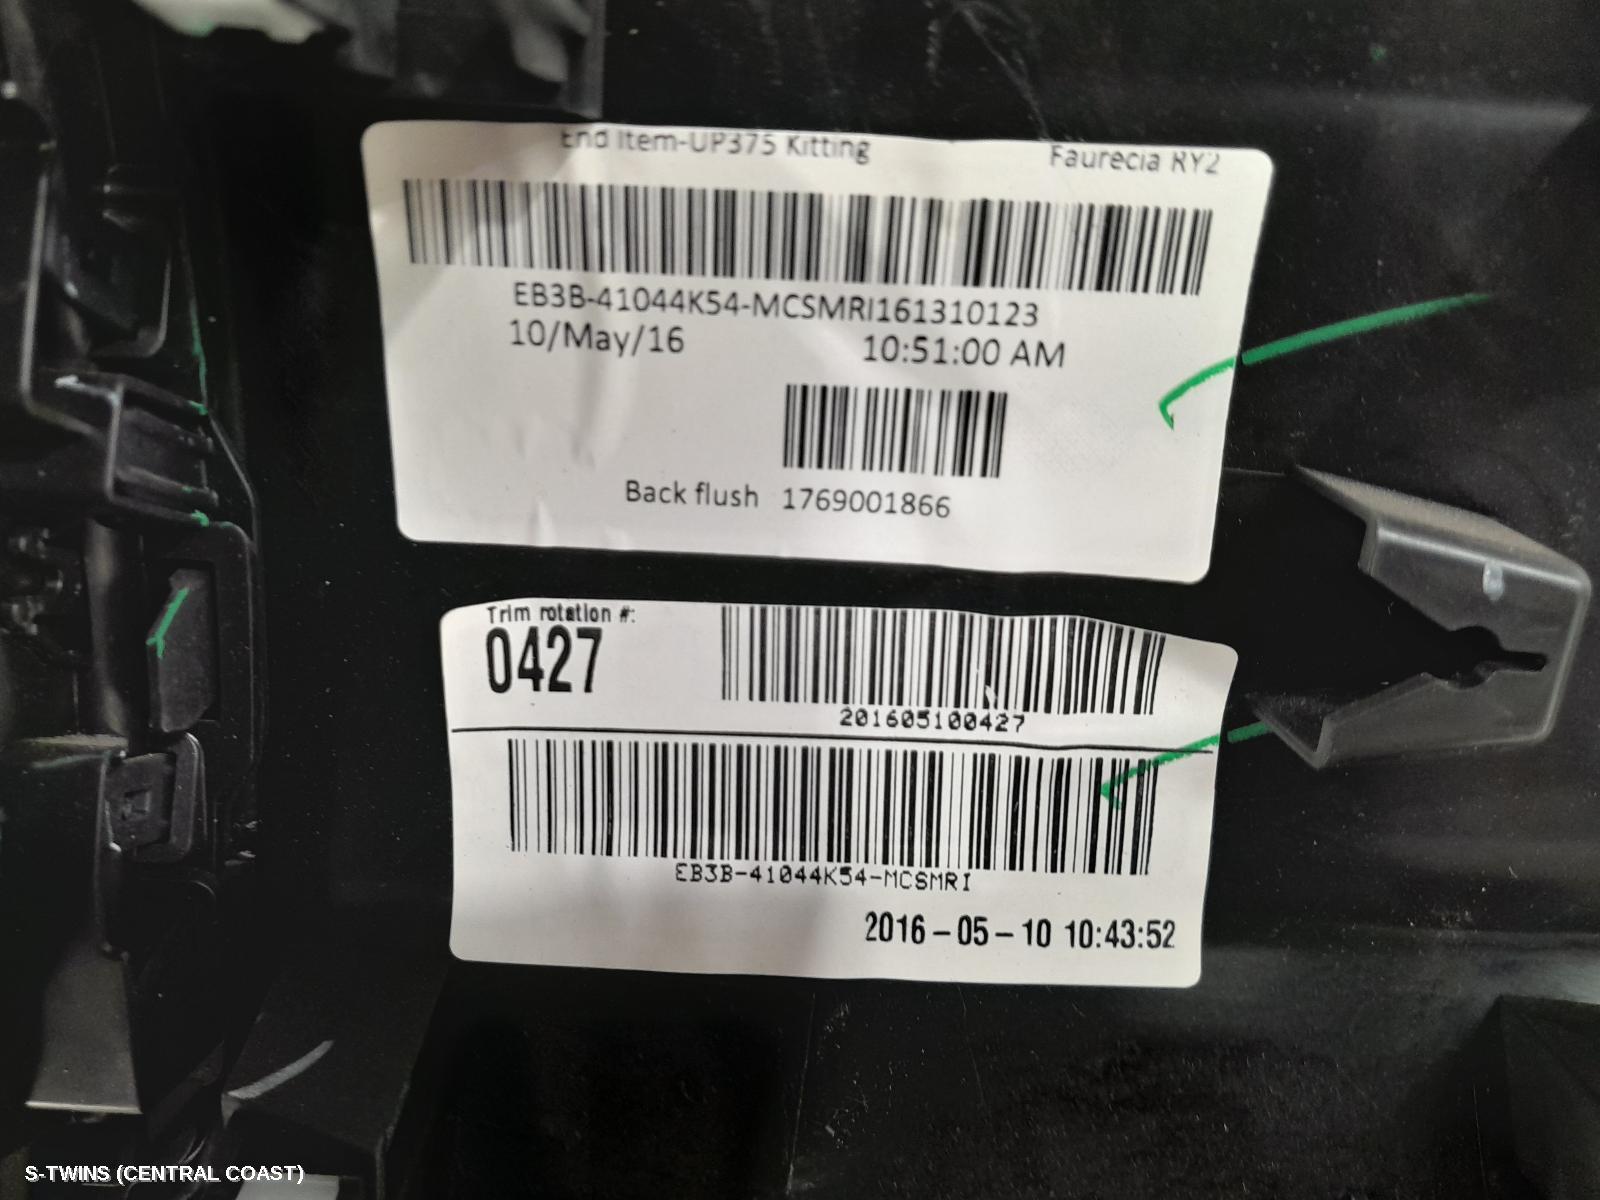 End Item-UP375 Kitting Faurecia RY2
EB3B-41044K54-MCSMRI161310123
10/May/16 10:51:00 AM
Back flush 1769001866
Trim rotation #:
0427
201605100427
EB3B-41044K54-MCSMRI
2016-05-10 10:43:52
S-TWINS (CENTRAL COAST)